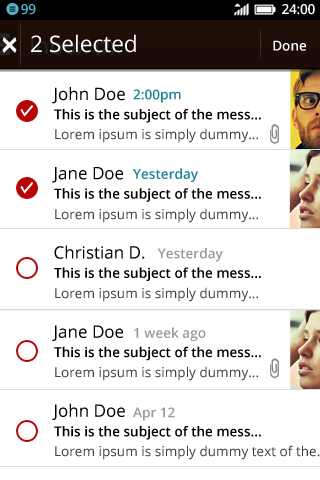 99 24:00
2 Selected Done
John Doe 2:00pm
This is the subject of the mess...
Lorem ipsum is simply dummy...
Jane Doe Yesterday
This is the subject of the mess...
Lorem ipsum is simply dummy...
Christian D. Yesterday
This is the subject of the mess...
Lorem ipsum is simply dummy...
Jane Doe 1 week ago
This is the subject of the mess...
Lorem ipsum is simply dummy...
John Doe Apr 12
This is the subject of the mess...
Lorem ipsum is simply dummy text of the...